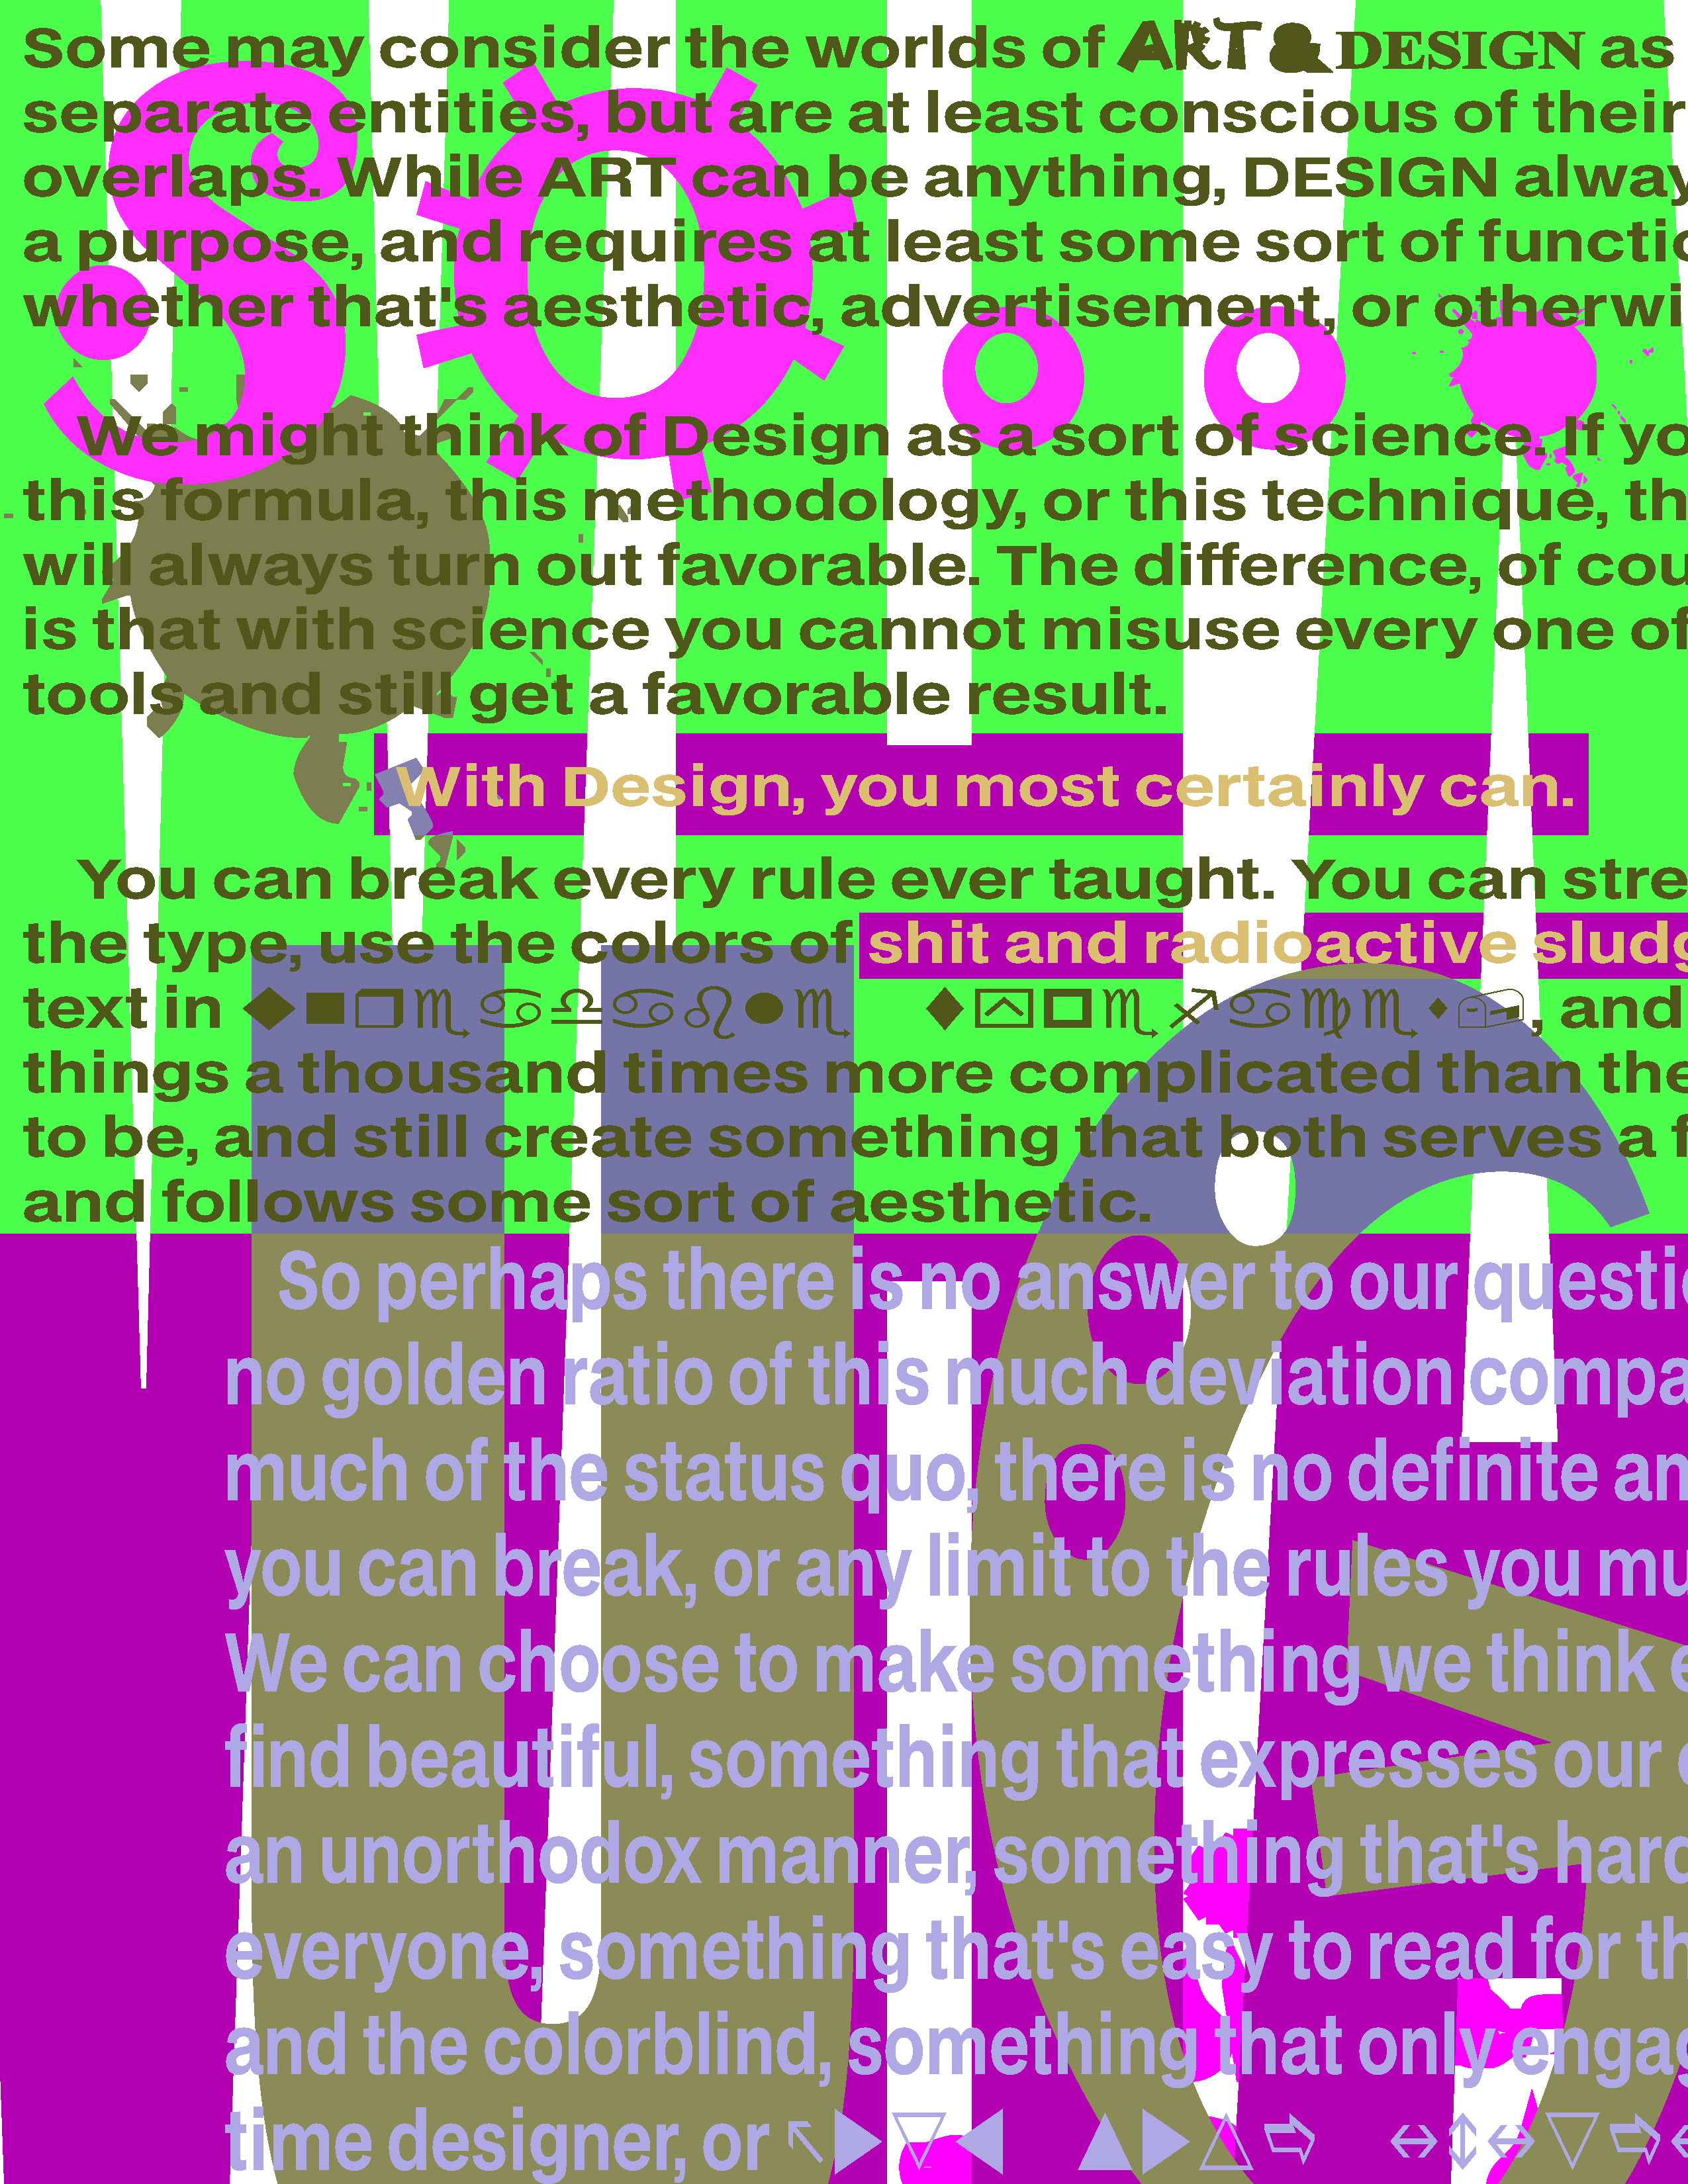 Some may consider the worlds of ART & DESIGN as
separate entities, but are at least conscious of their
overlaps. While ART can be anything, DESIGN alway
a purpose, and requires at least some sort of functio
whether that's aesthetic, advertisement, or otherwi
So
We might think of Design as a sort of science. If yo
this formula, this methodology, or this technique, th
will always turn out favorable. The difference, of cou
is that with science you cannot misuse every one of
tools and still get a favorable result.
With Design, you most certainly can.
You can break every rule ever taught. You can stre
the type, use the colors of shit and radioactive sludg
text in ◆■❒♏♋♎♋♌●♏ ⬧⍓◻♏♐♋♍♏⬩📪, and
things a thousand times more complicated than the
to be, and still create something that both serves a f
and follows some sort of aesthetic.
So perhaps there is no answer to our questio
no golden ratio of this much deviation compa
much of the status quo, there is no definite an
you can break, or any limit to the rules you mu
We can choose to make something we think e
find beautiful, something that expresses our
an unorthodox manner, something that's hard
everyone, something that's easy to read for th
and the colorblind, something that only engag
time designer, or